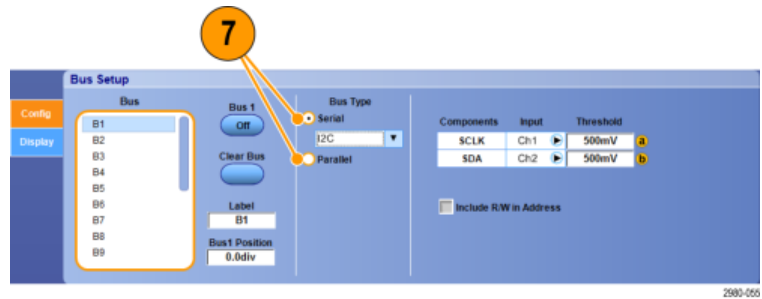 7
Bus Setup
Config
Display
Bus
B1
B2
B3
B4
B5
B6
B7
B8
B9
Bus 1
Off
Clear Bus
Label
B1
Bus1 Position
0.0div
Bus Type
Serial
I2C
Parallel
Components Input Threshold
SCLK Ch1 500mV a
SDA Ch2 500mV b
Include R/W in Address
2980-055